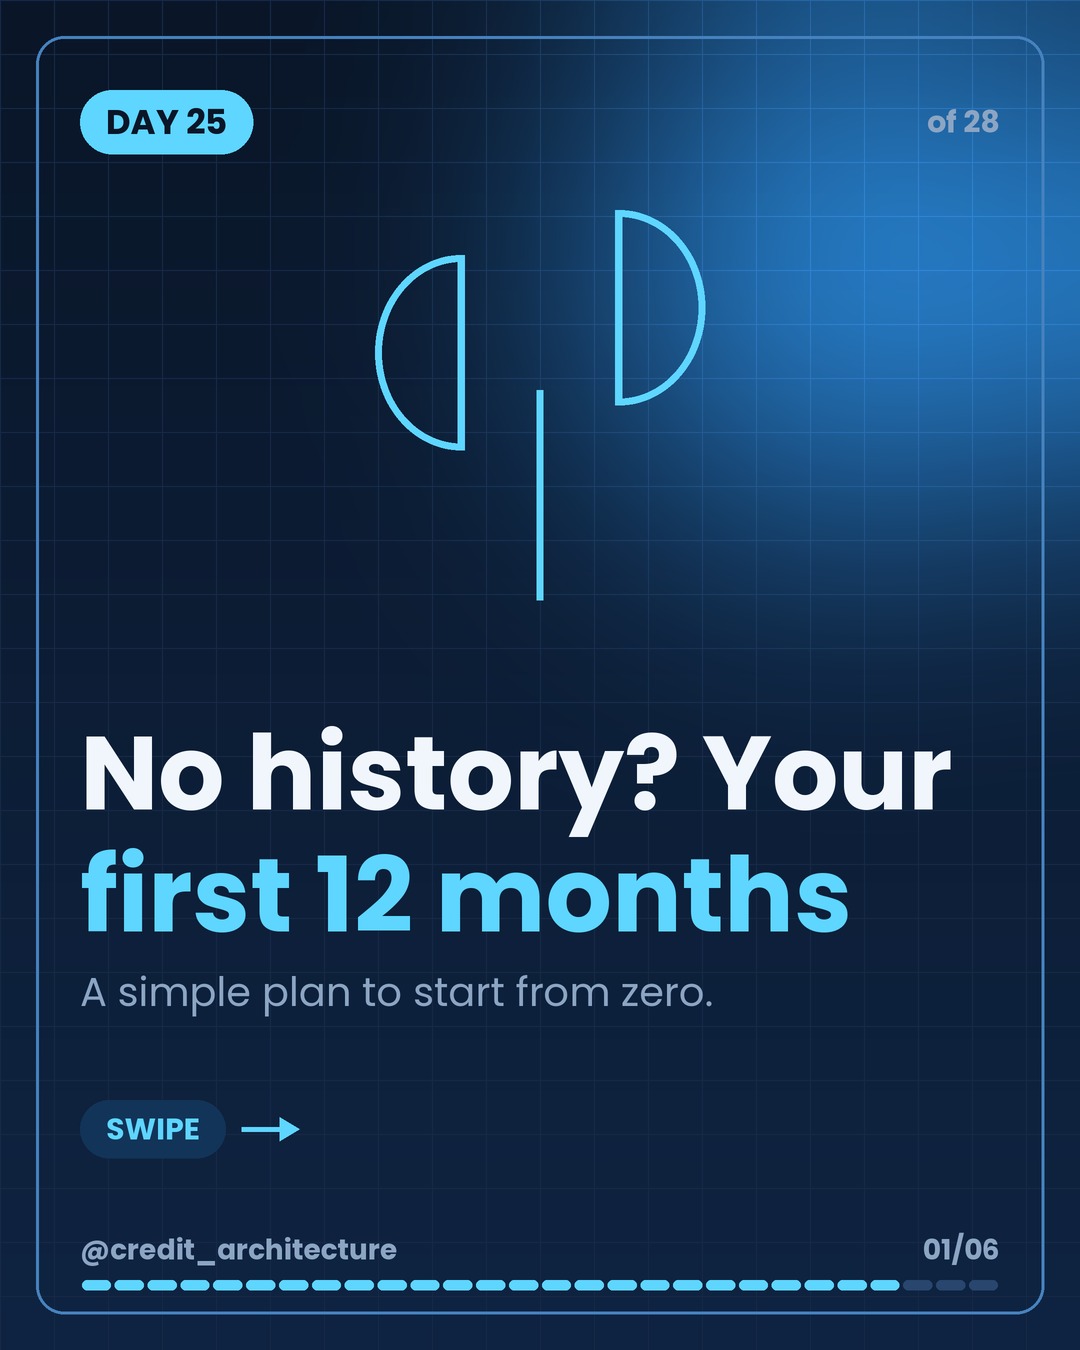 DAY 25
of 28
No history? Your
first 12 months
A simple plan to start from zero.
SWIPE
@credit_architecture
01/06